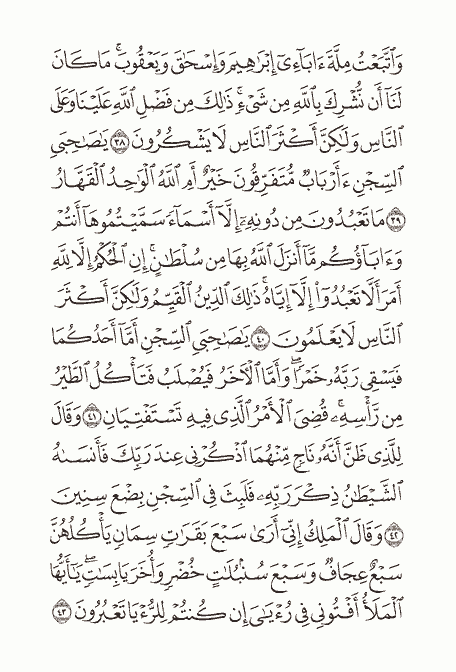 وَٱتَّبَعۡتُ مِلَّةَ ءَابَآءِيٓ إِبۡرَٰهِيمَ وَإِسۡحَٰقَ وَيَعۡقُوبَۚ مَا كَانَ
لَنَآ أَن نُّشۡرِكَ بِٱللَّهِ مِن شَيۡءٖۚ ذَٰلِكَ مِن فَضۡلِ ٱللَّهِ عَلَيۡنَا وَعَلَى
ٱلنَّاسِ وَلَٰكِنَّ أَكۡثَرَ ٱلنَّاسِ لَا يَشۡكُرُونَ ٣٨ يَٰصَٰحِبَيِ
ٱلسِّجۡنِ ءَأَرۡبَابٞ مُّتَفَرِّقُونَ خَيۡرٌ أَمِ ٱللَّهُ ٱلۡوَٰحِدُ ٱلۡقَهَّارُ
٣٩ مَا تَعۡبُدُونَ مِن دُونِهِۦٓ إِلَّآ أَسۡمَآءٗ سَمَّيۡتُمُوهَآ أَنتُمۡ
وَءَابَآؤُكُم مَّآ أَنزَلَ ٱللَّهُ بِهَا مِن سُلۡطَٰنٍۚ إِنِ ٱلۡحُكۡمُ إِلَّا لِلَّهِ
أَمَرَ أَلَّا تَعۡبُدُوٓاْ إِلَّآ إِيَّاهُۚ ذَٰلِكَ ٱلدِّينُ ٱلۡقَيِّمُ وَلَٰكِنَّ أَكۡثَرَ
ٱلنَّاسِ لَا يَعۡلَمُونَ ٤٠ يَٰصَٰحِبَيِ ٱلسِّجۡنِ أَمَّآ أَحَدُكُمَا
فَيَسۡقِي رَبَّهُۥ خَمۡرٗاۖ وَأَمَّا ٱلۡأٓخَرُ فَيُصۡلَبُ فَتَأۡكُلُ ٱلطَّيۡرُ
مِن رَّأۡسِهِۦۚ قُضِيَ ٱلۡأَمۡرُ ٱلَّذِي فِيهِ تَسۡتَفۡتِيَانِ ٤١ وَقَالَ
لِلَّذِي ظَنَّ أَنَّهُۥ نَاجٖ مِّنۡهُمَا ٱذۡكُرۡنِي عِندَ رَبِّكَ فَأَنسَىٰهُ
ٱلشَّيۡطَٰنُ ذِكۡرَ رَبِّهِۦ فَلَبِثَ فِي ٱلسِّجۡنِ بِضۡعَ سِنِينَ
٤٢ وَقَالَ ٱلۡمَلِكُ إِنِّيٓ أَرَىٰ سَبۡعَ بَقَرَٰتٖ سِمَانٖ يَأۡكُلُهُنَّ
سَبۡعٌ عِجَافٞ وَسَبۡعَ سُنۢبُلَٰتٍ خُضۡرٖ وَأُخَرَ يَابِسَٰتٖۖ يَٰٓأَيُّهَا
ٱلۡمَلَأُ أَفۡتُونِي فِي رُءۡيَٰيَ إِن كُنتُمۡ لِلرُّءۡيَا تَعۡبُرُونَ ٤٣